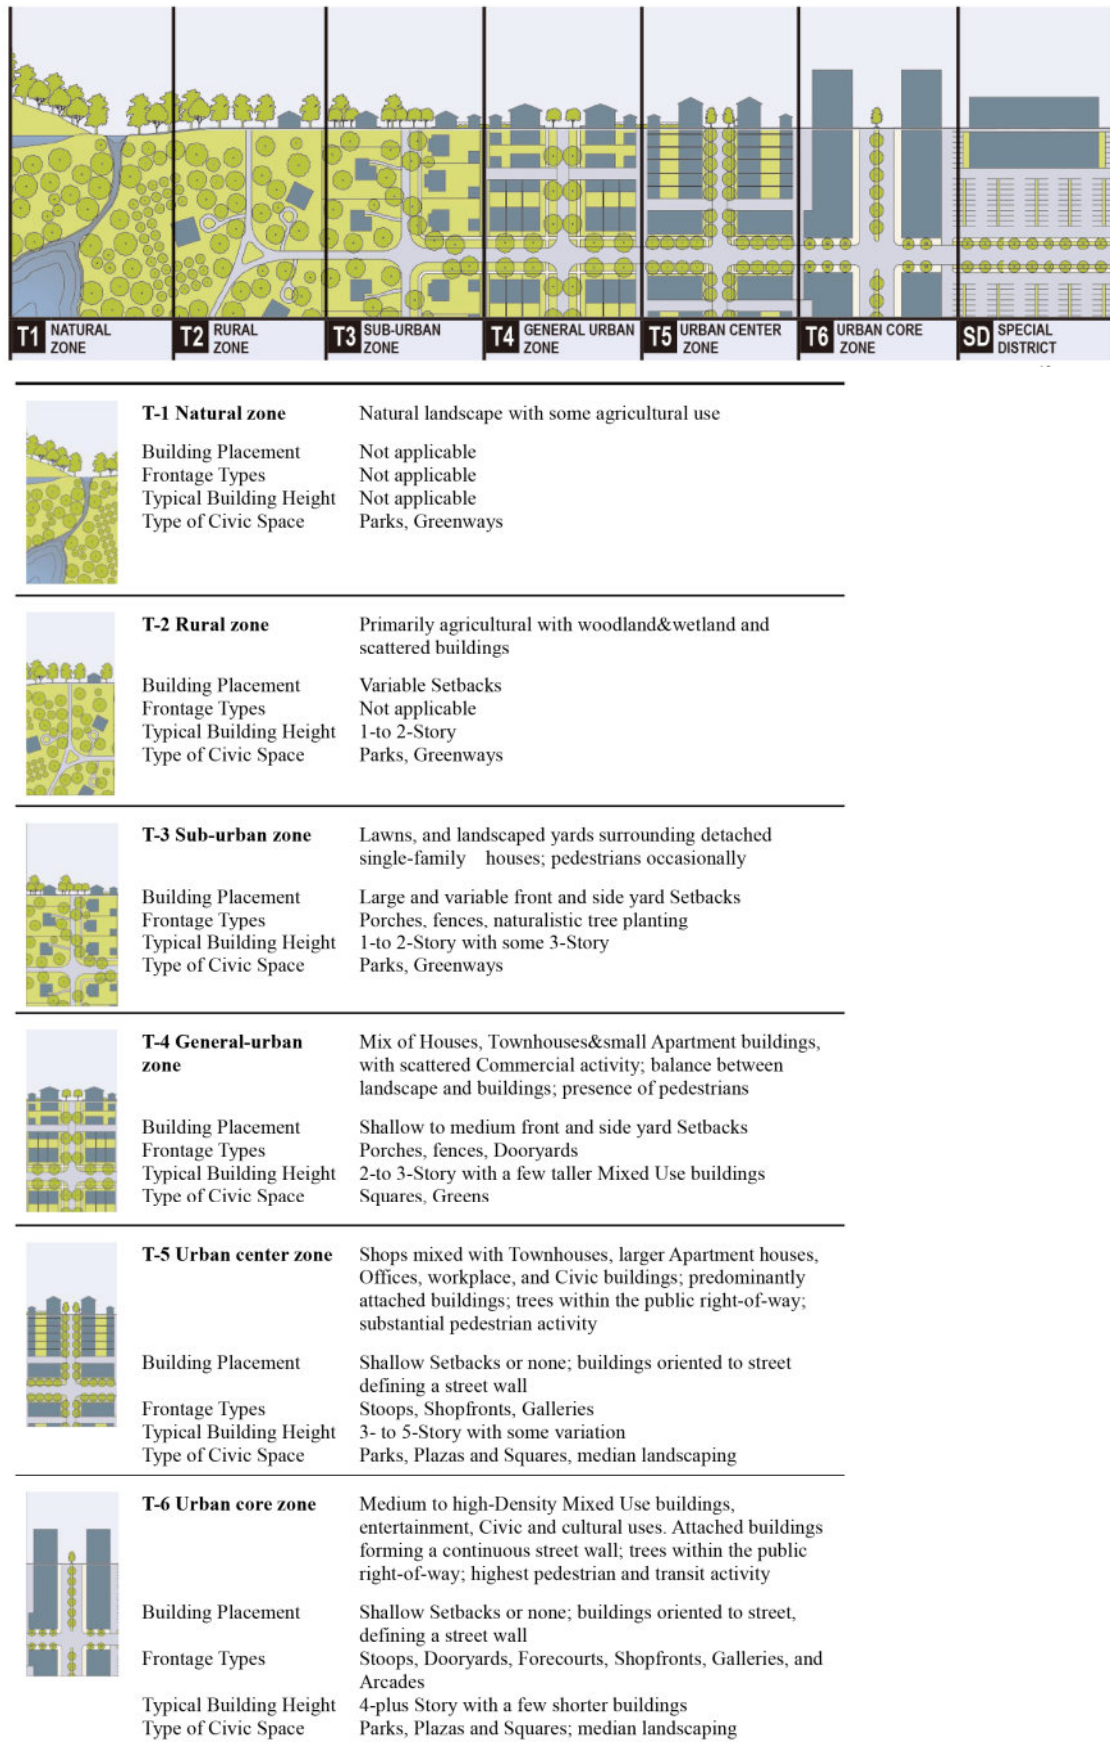 T1 NATURAL ZONE
T2 RURAL ZONE
T3 SUB-URBAN ZONE
T4 GENERAL URBAN ZONE
T5 URBAN CENTER ZONE
T6 URBAN CORE ZONE
SD SPECIAL DISTRICT
T-1 Natural zone Natural landscape with some agricultural use
Building Placement Not applicable
Frontage Types Not applicable
Typical Building Height Not applicable
Type of Civic Space Parks, Greenways
T-2 Rural zone Primarily agricultural with woodland&wetland and
scattered buildings
Building Placement Variable Setbacks
Frontage Types Not applicable
Typical Building Height 1-to 2-Story
Type of Civic Space Parks, Greenways
T-3 Sub-urban zone Lawns, and landscaped yards surrounding detached
single-family houses; pedestrians occasionally
Building Placement Large and variable front and side yard Setbacks
Frontage Types Porches, fences, naturalistic tree planting
Typical Building Height 1-to 2-Story with some 3-Story
Type of Civic Space Parks, Greenways
T-4 General-urban Mix of Houses, Townhouses&small Apartment buildings,
zone with scattered Commercial activity; balance between
landscape and buildings; presence of pedestrians
Building Placement Shallow to medium front and side yard Setbacks
Frontage Types Porches, fences, Dooryards
Typical Building Height 2-to 3-Story with a few taller Mixed Use buildings
Type of Civic Space Squares, Greens
T-5 Urban center zone Shops mixed with Townhouses, larger Apartment houses,
Offices, workplace, and Civic buildings; predominantly
attached buildings; trees within the public right-of-way;
substantial pedestrian activity
Building Placement Shallow Setbacks or none; buildings oriented to street
defining a street wall
Frontage Types Stoops, Shopfronts, Galleries
Typical Building Height 3- to 5-Story with some variation
Type of Civic Space Parks, Plazas and Squares, median landscaping
T-6 Urban core zone Medium to high-Density Mixed Use buildings,
entertainment, Civic and cultural uses. Attached buildings
forming a continuous street wall; trees within the public
right-of-way; highest pedestrian and transit activity
Building Placement Shallow Setbacks or none; buildings oriented to street,
defining a street wall
Frontage Types Stoops, Dooryards, Forecourts, Shopfronts, Galleries, and
Arcades
Typical Building Height 4-plus Story with a few shorter buildings
Type of Civic Space Parks, Plazas and Squares; median landscaping